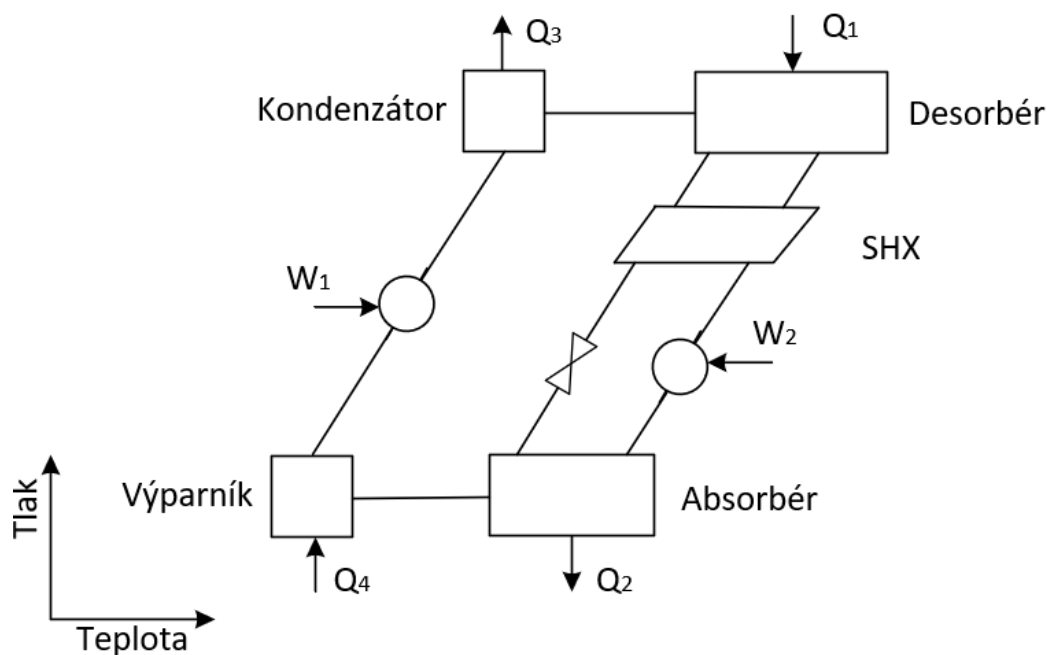 Q3
Q1
Kondenzátor
Desorbér
SHX
W1
W2
Výparník
Absorbér
Tlak
Q4
Q2
Teplota